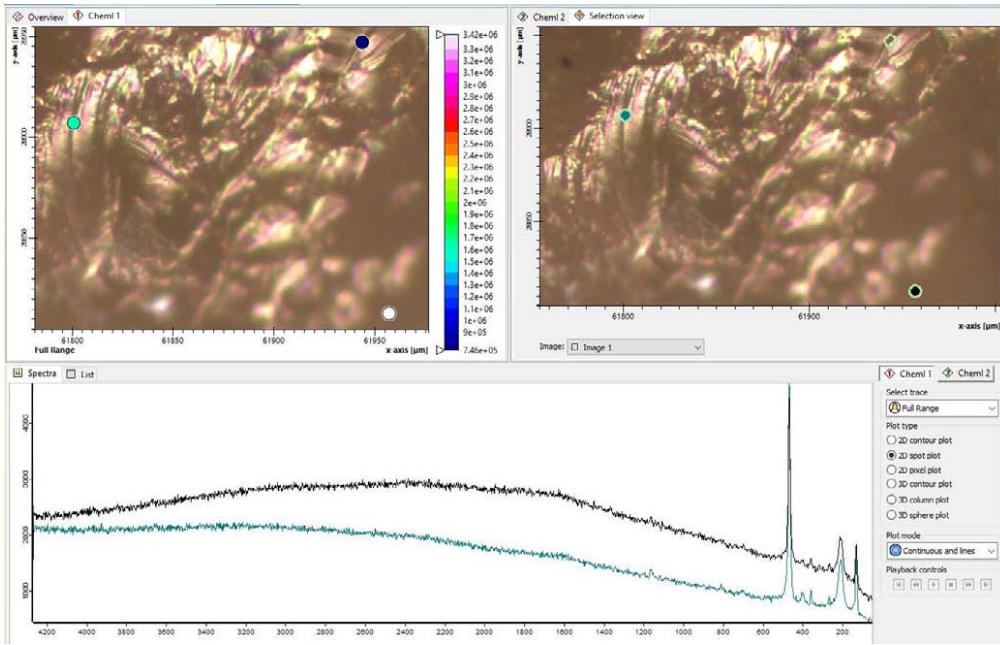 Overview Cheml 1
y-axis [µm]
28950
28900
28850
61800 61850 61900 61950
Full Range x-axis [µm]
3.42e+06
3.3e+06
3.2e+06
3.1e+06
3e+06
2.9e+06
2.8e+06
2.7e+06
2.6e+06
2.5e+06
2.4e+06
2.3e+06
2.2e+06
2.1e+06
2e+06
1.9e+06
1.8e+06
1.7e+06
1.6e+06
1.5e+06
1.4e+06
1.3e+06
1.2e+06
1.1e+06
1e+06
9e+05
7.46e+05
Cheml 2 Selection view
y-axis [µm]
28900
28850
61800 61900
x-axis [µm]
Image: Image 1
Spectra List
4000
3000
2000
1000
4200 4000 3800 3600 3400 3200 3000 2800 2600 2400 2200 2000 1800 1600 1400 1200 1000 800 600 400 200
Cheml 1 Cheml 2
Select trace
Full Range
Plot type
2D contour plot
2D spot plot
2D pixel plot
3D contour plot
3D column plot
3D sphere plot
Plot mode
Continuous and lines
Playback controls